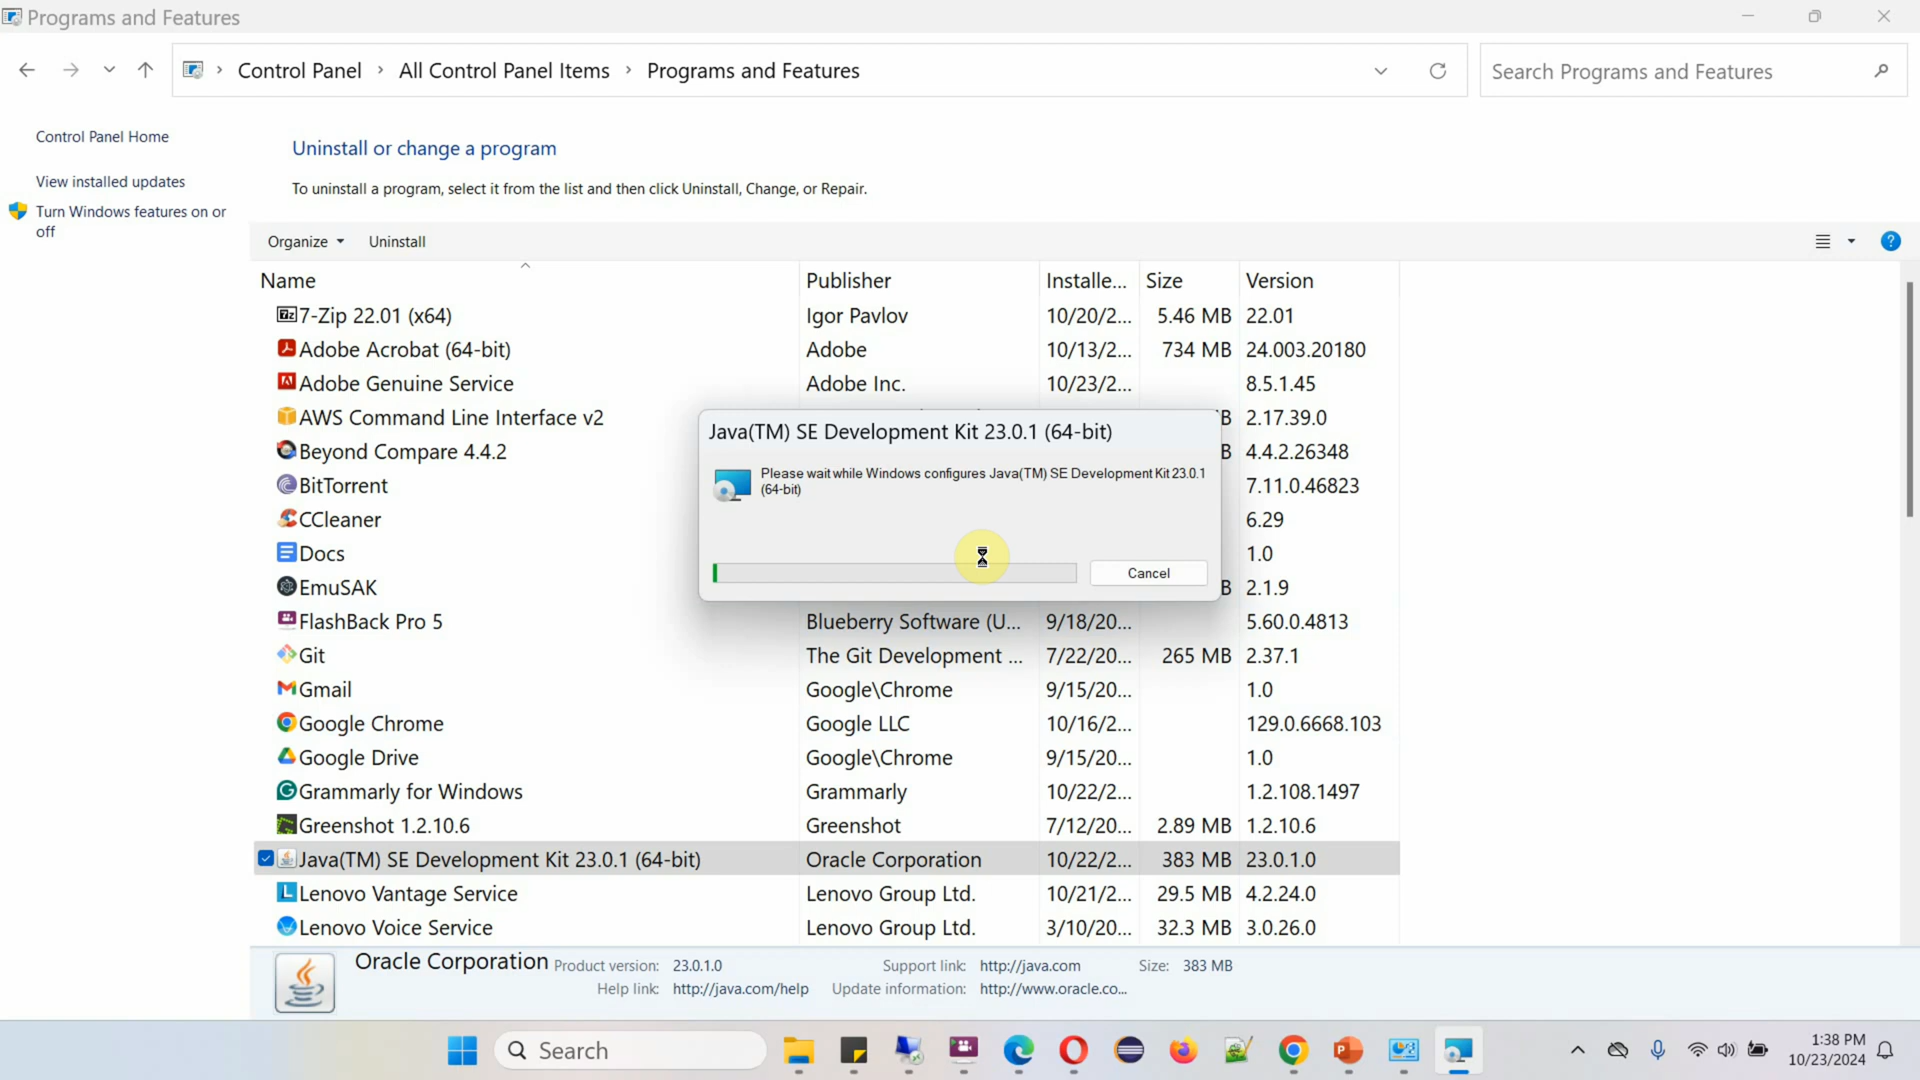 Programs and Features
Control Panel › All Control Panel Items › Programs and Features
Search Programs and Features
Control Panel Home
View installed updates
Turn Windows features on or
off
Uninstall or change a program
To uninstall a program, select it from the list and then click Uninstall, Change, or Repair.
Organize Uninstall
Name Publisher Installe... Size Version
7-Zip 22.01 (x64) Igor Pavlov 10/20/2... 5.46 MB 22.01
Adobe Acrobat (64-bit) Adobe 10/13/2... 734 MB 24.003.20180
Adobe Genuine Service Adobe Inc. 10/23/2... 8.5.1.45
AWS Command Line Interface v2 B 2.17.39.0
Beyond Compare 4.4.2 B 4.4.2.26348
BitTorrent 7.11.0.46823
CCleaner 6.29
Docs 1.0
EmuSAK B 2.1.9
FlashBack Pro 5 Blueberry Software (U... 9/18/20... 5.60.0.4813
Git The Git Development ... 7/22/20... 265 MB 2.37.1
Gmail Google\Chrome 9/15/20... 1.0
Google Chrome Google LLC 10/16/2... 129.0.6668.103
Google Drive Google\Chrome 9/15/20... 1.0
Grammarly for Windows Grammarly 10/22/2... 1.2.108.1497
Greenshot 1.2.10.6 Greenshot 7/12/20... 2.89 MB 1.2.10.6
Java(TM) SE Development Kit 23.0.1 (64-bit) Oracle Corporation 10/22/2... 383 MB 23.0.1.0
Lenovo Vantage Service Lenovo Group Ltd. 10/21/2... 29.5 MB 4.2.24.0
Lenovo Voice Service Lenovo Group Ltd. 3/10/20... 32.3 MB 3.0.26.0
Java(TM) SE Development Kit 23.0.1 (64-bit)
Please wait while Windows configures Java(TM) SE Development Kit 23.0.1
(64-bit)
Cancel
Oracle Corporation Product version: 23.0.1.0 Support link: http://java.com Size: 383 MB
Help link: http://java.com/help Update information: http://www.oracle.co...
Search
1:38 PM
10/23/2024